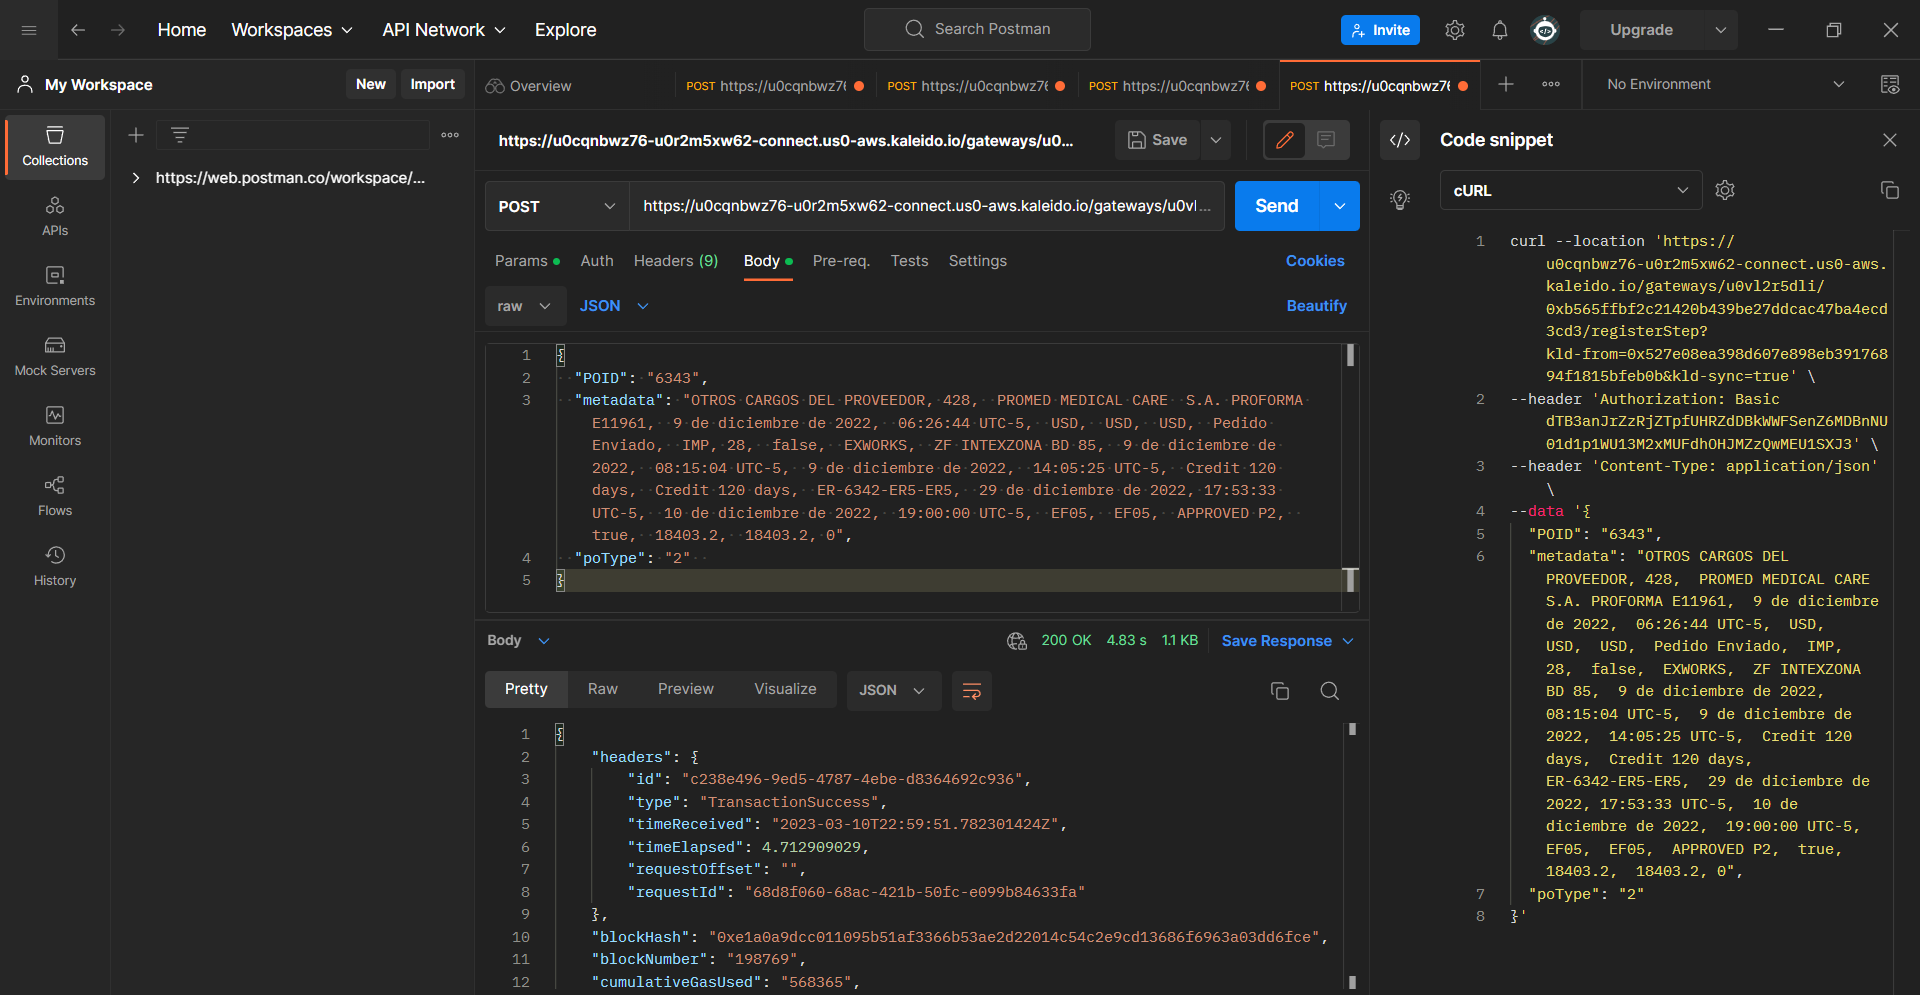 Home Workspaces API Network Explore
Search Postman
Invite
Upgrade
My Workspace
New Import
Overview
POST https://u0cqnbwz76
POST https://u0cqnbwz76
POST https://u0cqnbwz76
POST https://u0cqnbwz76
No Environment
Collections
APIs
Environments
Mock Servers
Monitors
Flows
History
https://web.postman.co/workspace/...
https://u0cqnbwz76-u0r2m5xw62-connect.us0-aws.kaleido.io/gateways/u0...
Save
POST
https://u0cqnbwz76-u0r2m5xw62-connect.us0-aws.kaleido.io/gateways/u0vl...
Send
Params Auth Headers (9) Body Pre-req. Tests Settings
Cookies
raw JSON
Beautify
1 {
2 "POID": "6343",
3 "metadata": "OTROS CARGOS DEL PROVEEDOR, 428,  PROMED MEDICAL CARE  S.A. PROFORMA
E11961,  9 de diciembre de 2022,  06:26:44 UTC-5,  USD,  USD,  USD,  Pedido
Enviado,  IMP, 28,  false,  EXWORKS,  ZF INTEXZONA BD 85,  9 de diciembre de
2022,  08:15:04 UTC-5,  9 de diciembre de 2022,  14:05:25 UTC-5,  Credit 120
days,  Credit 120 days,  ER-6342-ER5-ER5,  29 de diciembre de 2022, 17:53:33
UTC-5,  10 de diciembre de 2022,  19:00:00 UTC-5,  EF05,  EF05,  APPROVED P2,
true,  18403.2,  18403.2, 0",
4 "poType": "2"
5 }
Body
200 OK 4.83 s 1.1 KB Save Response
Pretty Raw Preview Visualize JSON
1 {
2 "headers": {
3 "id": "c238e496-9ed5-4787-4ebe-d8364692c936",
4 "type": "TransactionSuccess",
5 "timeReceived": "2023-03-10T22:59:51.782301424Z",
6 "timeElapsed": 4.712909029,
7 "requestOffset": "",
8 "requestId": "68d8f060-68ac-421b-50fc-e099b84633fa"
9 },
10 "blockHash": "0xe1a0a9dcc011095b51af3366b53ae2d22014c54c2e9cd13686f6963a03dd6fce",
11 "blockNumber": "198769",
12 "cumulativeGasUsed": "568365",
Code snippet
cURL
1 curl --location 'https://
u0cqnbwz76-u0r2m5xw62-connect.us0-aws.
kaleido.io/gateways/u0vl2r5dli/
0xb565ffbf2c21420b439be27ddcac47ba4ecd
3cd3/registerStep?
kld-from=0x527e08ea398d607e898eb391768
94f1815bfeb0b&kld-sync=true' \
2 --header 'Authorization: Basic
dTB3anJrZzRjZTpfUHRZdDBkWWFSenZ6MDBnNU
01d1p1WU13M2xMUFdhOHJMZzQwMEU1SXJ3' \
3 --header 'Content-Type: application/json'
\
4 --data '{
5 "POID": "6343",
6 "metadata": "OTROS CARGOS DEL
PROVEEDOR, 428,  PROMED MEDICAL CARE
S.A. PROFORMA E11961,  9 de diciembre
de 2022,  06:26:44 UTC-5,  USD,
USD,  USD,  Pedido Enviado,  IMP,
28,  false,  EXWORKS,  ZF INTEXZONA
BD 85,  9 de diciembre de 2022,
08:15:04 UTC-5,  9 de diciembre de
2022,  14:05:25 UTC-5,  Credit 120
days,  Credit 120 days,
ER-6342-ER5-ER5,  29 de diciembre de
2022, 17:53:33 UTC-5,  10 de
diciembre de 2022,  19:00:00 UTC-5,
EF05,  EF05,  APPROVED P2,  true,
18403.2,  18403.2, 0",
7 "poType": "2"
8 }'